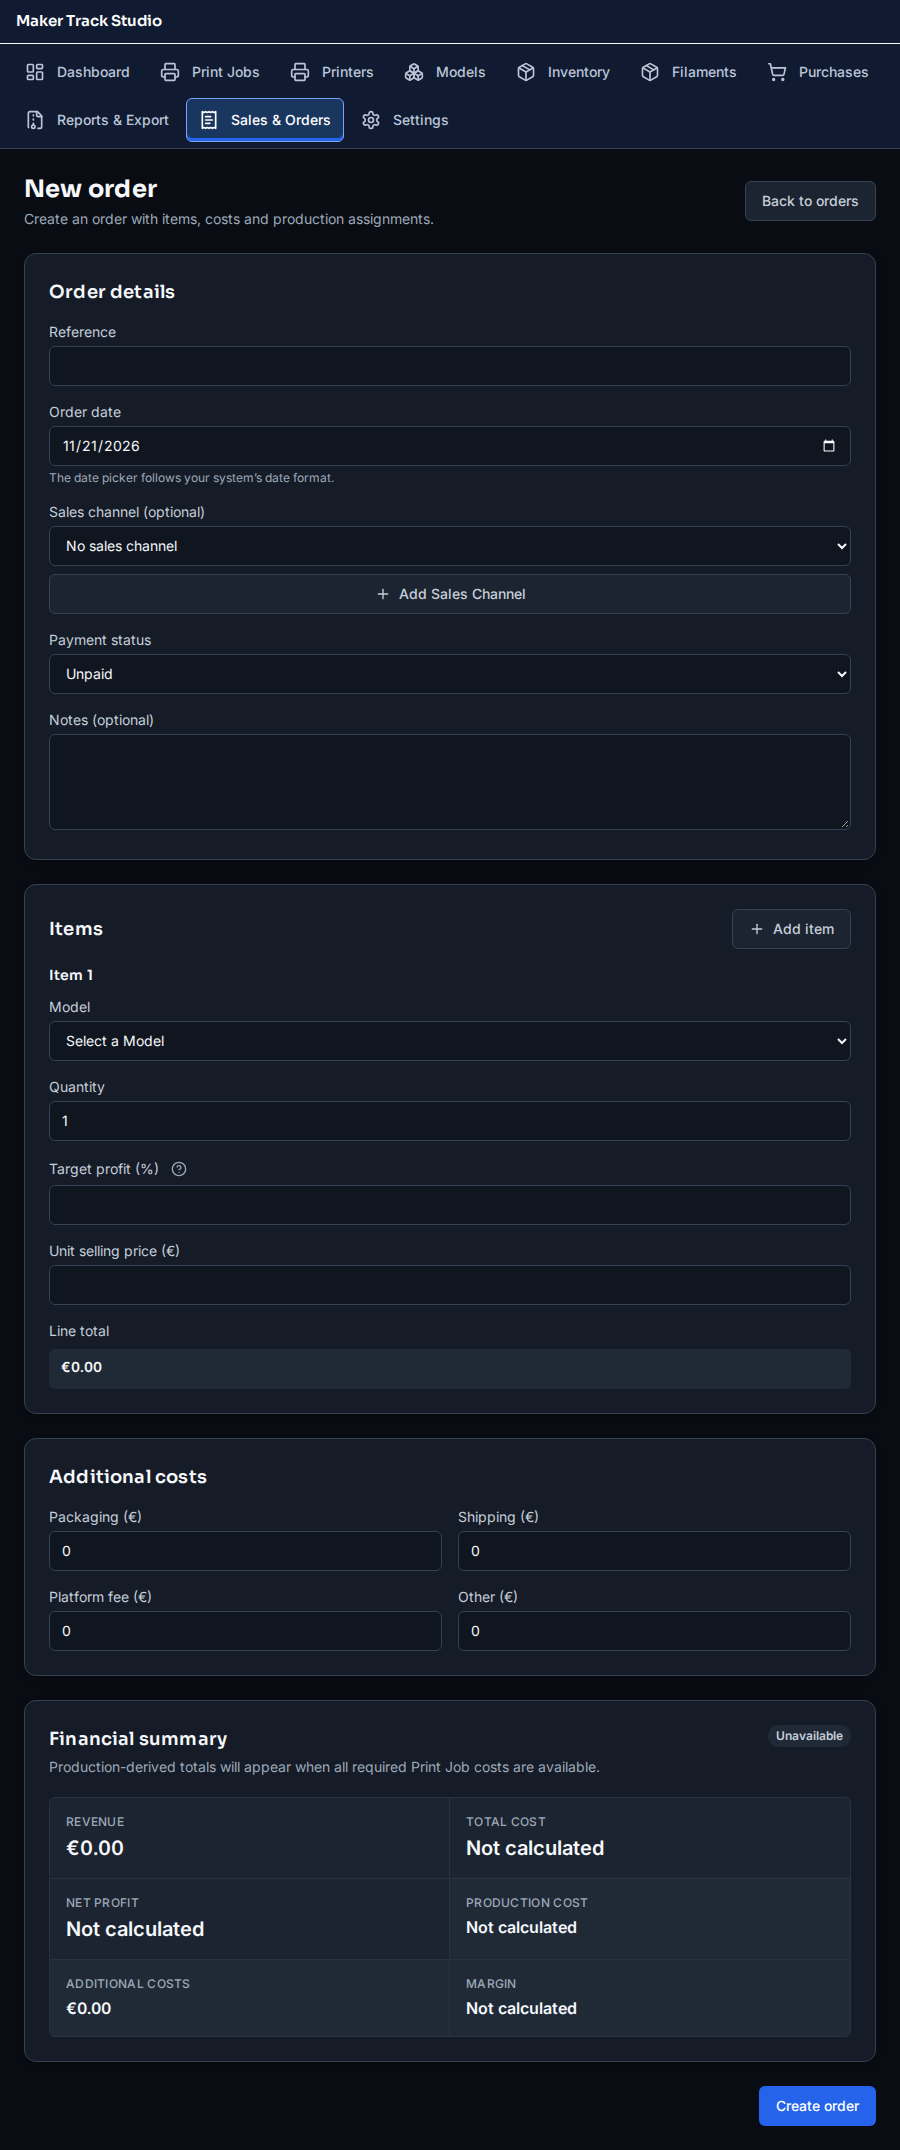 Maker Track Studio
Dashboard Print Jobs Printers Models Inventory Filaments Purchases
Reports & Export Sales & Orders Settings
New order
Create an order with items, costs and production assignments.
Back to orders
Order details
Reference
Order date
11/21/2026
The date picker follows your system’s date format.
Sales channel (optional)
No sales channel
Add Sales Channel
Payment status
Unpaid
Notes (optional)
Items
Add item
Item 1
Model
Select a Model
Quantity
1
Target profit (%)
Unit selling price (€)
Line total
€0.00
Additional costs
Packaging (€) Shipping (€)
0 0
Platform fee (€) Other (€)
0 0
Financial summary
Unavailable
Production-derived totals will appear when all required Print Job costs are available.
REVENUE TOTAL COST
€0.00 Not calculated
NET PROFIT PRODUCTION COST
Not calculated Not calculated
ADDITIONAL COSTS MARGIN
€0.00 Not calculated
Create order